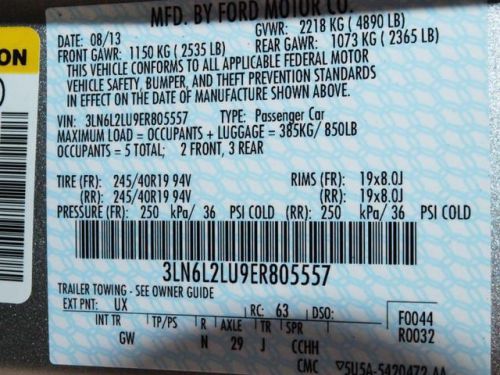 ON
MFD. BY FORD MOTOR CO.
DATE: 08/13 GVWR: 2218 KG ( 4890 LB)
FRONT GAWR: 1150 KG ( 2535 LB) REAR GAWR: 1073 KG ( 2365 LB)
THIS VEHICLE CONFORMS TO ALL APPLICABLE FEDERAL MOTOR
VEHICLE SAFETY, BUMPER, AND THEFT PREVENTION STANDARDS
IN EFFECT ON THE DATE OF MANUFACTURE SHOWN ABOVE.
VIN: 3LN6L2LU9ER805557 TYPE: Passenger Car
MAXIMUM LOAD = OCCUPANTS + LUGGAGE = 385KG/ 850LB
OCCUPANTS = 5 TOTAL; 2 FRONT, 3 REAR
TIRE (FR): 245/40R19 94V RIMS (FR): 19x8.0J
(RR): 245/40R19 94V (RR): 19x8.0J
PRESSURE (FR): 250 kPa/ 36 PSI COLD (RR): 250 kPa/ 36 PSI COLD
3LN6L2LU9ER805557
TRAILER TOWING - SEE OWNER GUIDE
EXT PNT: UX RC: 63 DSO: F0044
INT TR TP/PS R AXLE TR SPR R0032
GW N 29 J CCHH
CMC 5U5A-5420472-AA